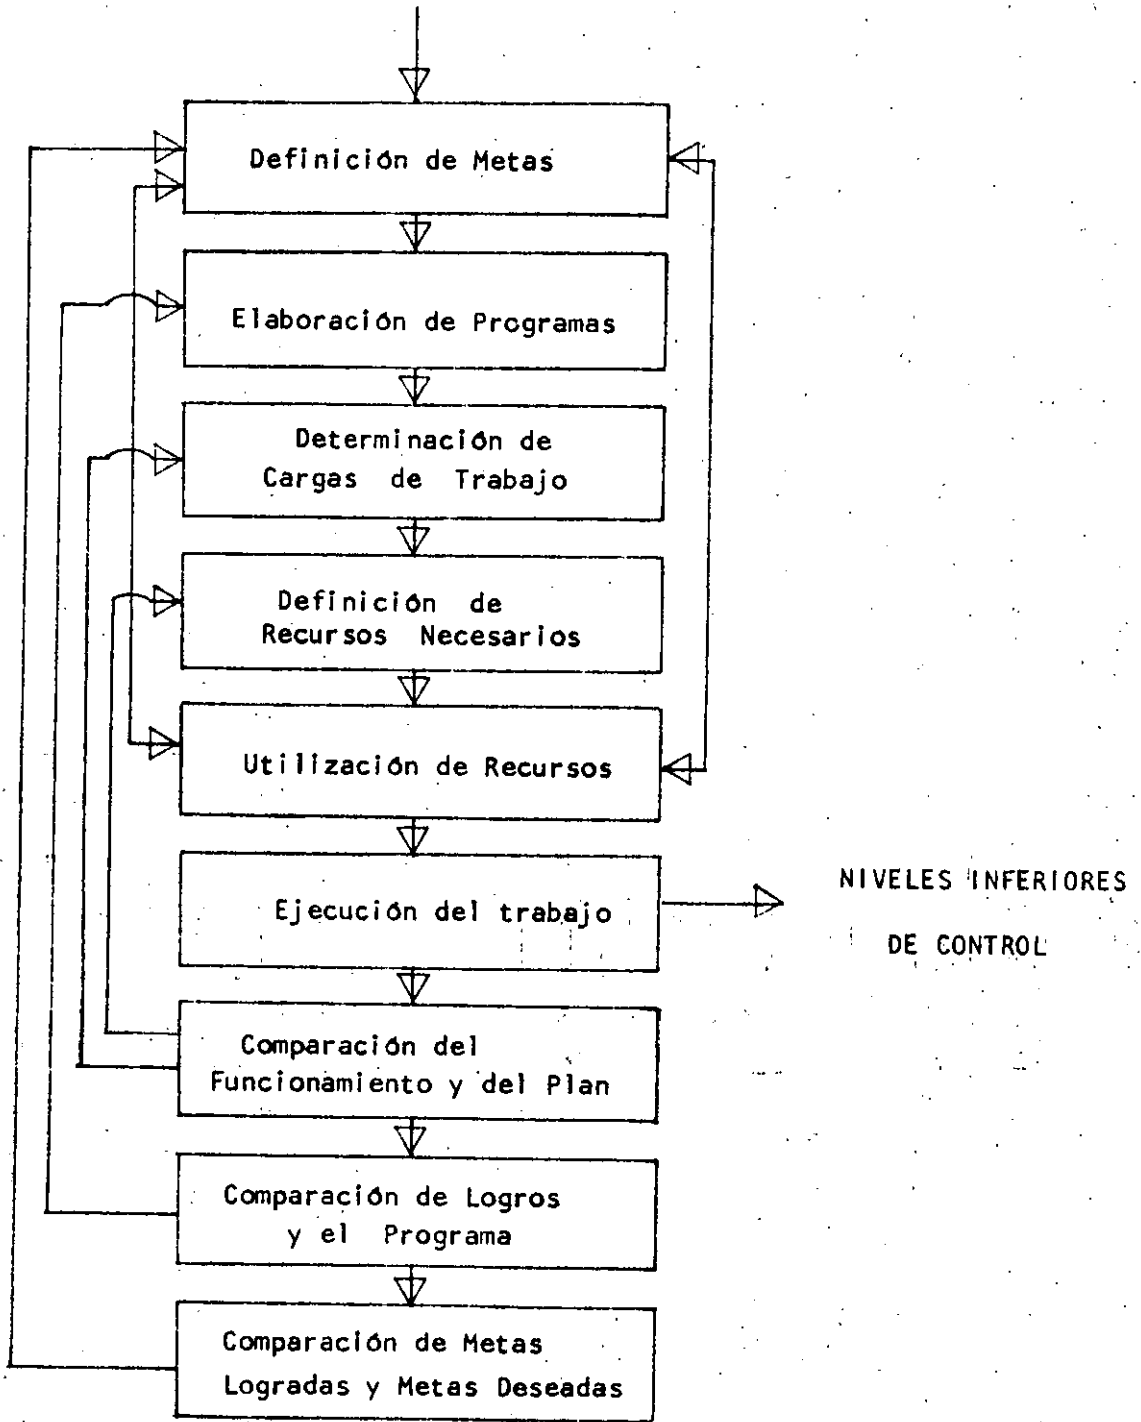 Definición de Metas
Elaboración de Programas
Determinación de
Cargas de Trabajo
Definición de
Recursos Necesarios
Utilización de Recursos
Ejecución del trabajo
NIVELES INFERIORES
DE CONTROL
Comparación del
Funcionamiento y del Plan
Comparación de Logros
y el Programa
Comparación de Metas
Logradas y Metas Deseadas